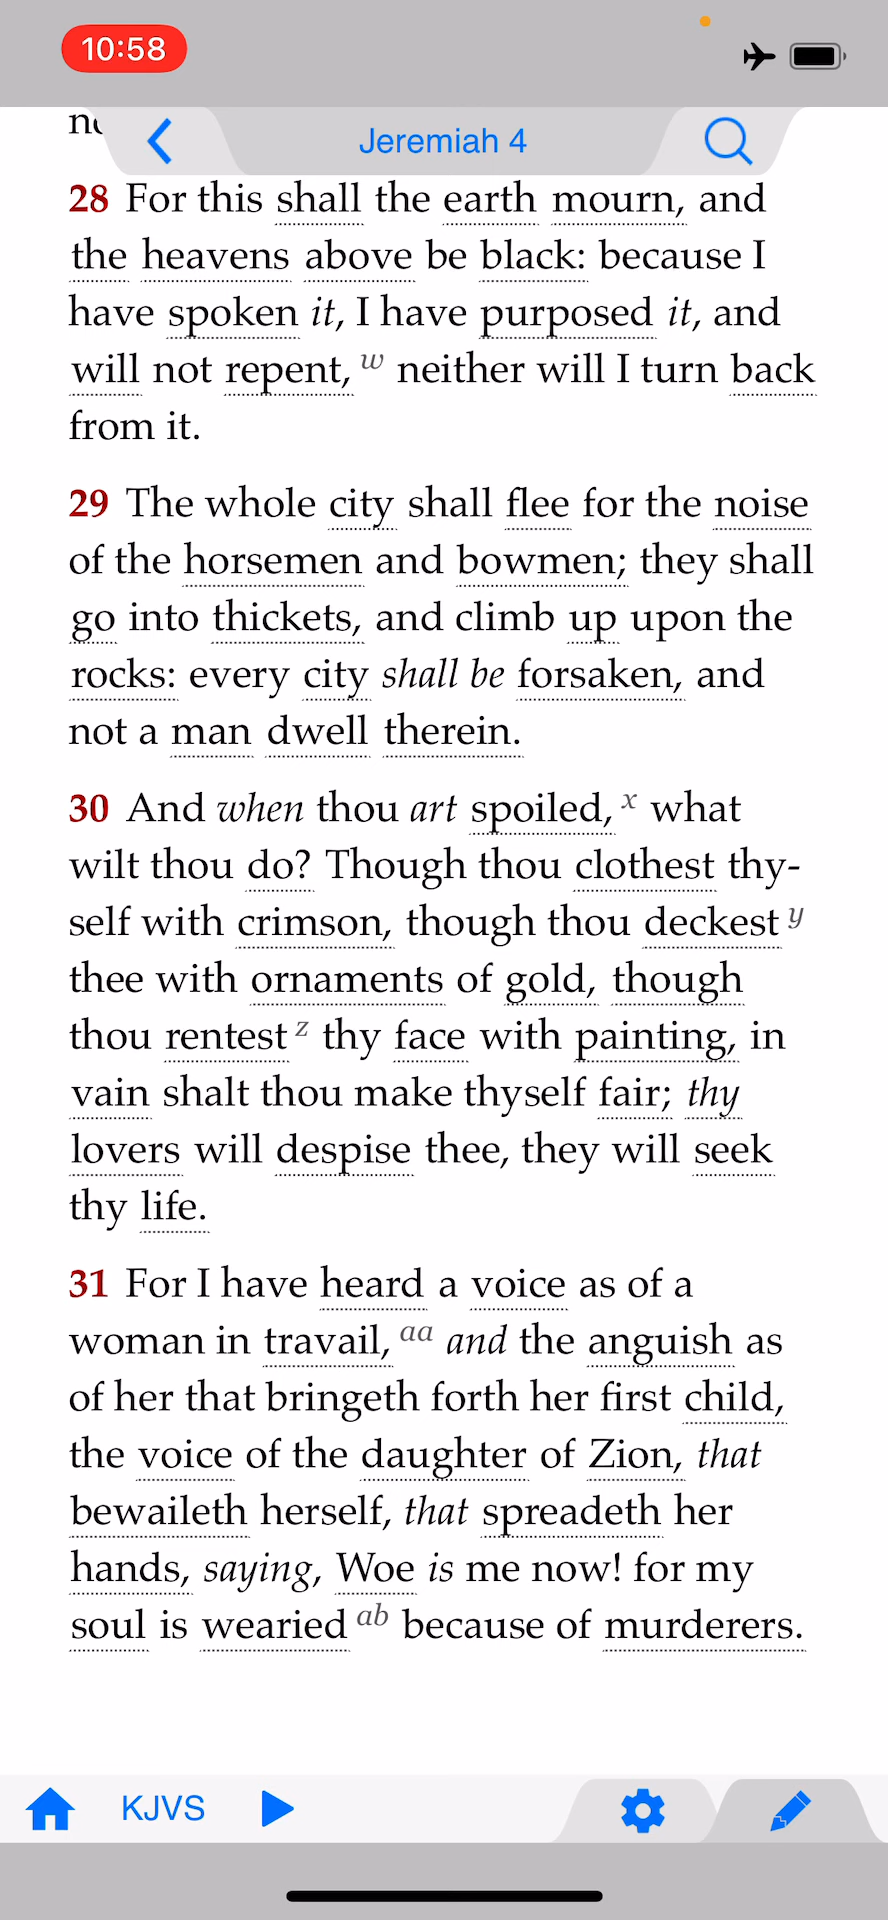 10:58
Jeremiah 4
28 For this shall the earth mourn, and
the heavens above be black: because I
have spoken it, I have purposed it, and
will not repent, w neither will I turn back
from it.
29 The whole city shall flee for the noise
of the horsemen and bowmen; they shall
go into thickets, and climb up upon the
rocks: every city shall be forsaken, and
not a man dwell therein.
30 And when thou art spoiled, x what
wilt thou do? Though thou clothest thy-
self with crimson, though thou deckest y
thee with ornaments of gold, though
thou rentest z thy face with painting, in
vain shalt thou make thyself fair; thy
lovers will despise thee, they will seek
thy life.
31 For I have heard a voice as of a
woman in travail, aa and the anguish as
of her that bringeth forth her first child,
the voice of the daughter of Zion, that
bewaileth herself, that spreadeth her
hands, saying, Woe is me now! for my
soul is wearied ab because of murderers.
KJVS